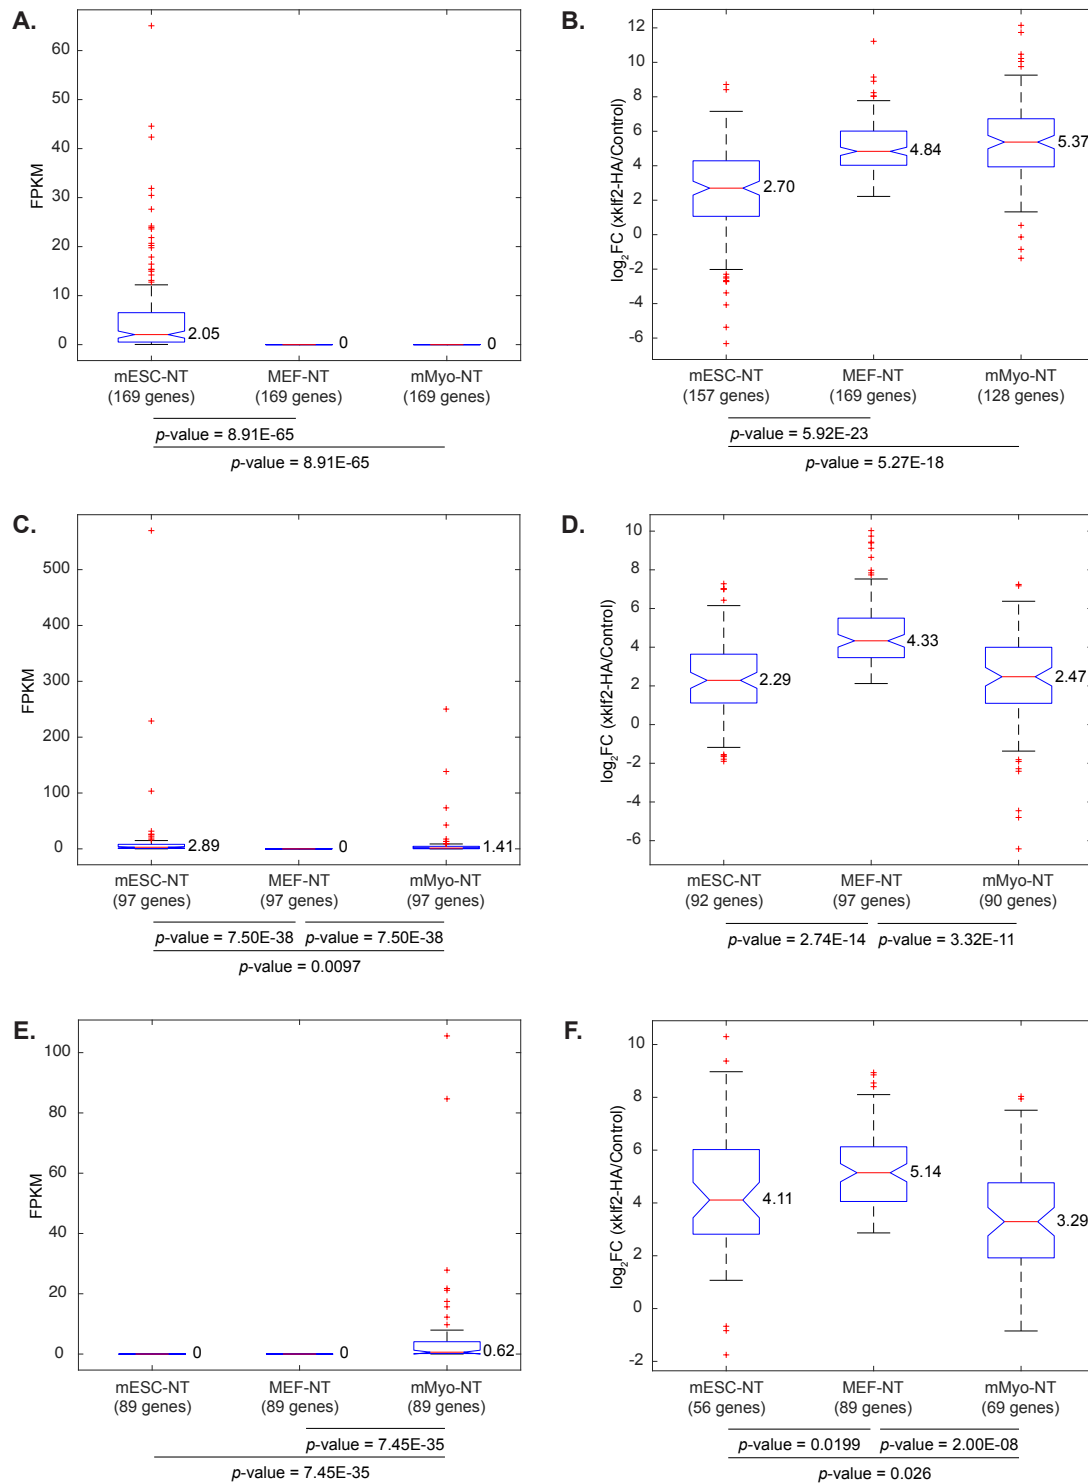 A.
60
50
40
30
20
10
0
FPKM
2.05
0
0
mESC-NT
(169 genes)
MEF-NT
(169 genes)
mMyo-NT
(169 genes)
p-value = 8.91E-65
p-value = 8.91E-65
B.
12
10
8
6
4
2
0
-2
-4
-6
log2FC (xklf2-HA/Control)
2.70
4.84
5.37
mESC-NT
(157 genes)
MEF-NT
(169 genes)
mMyo-NT
(128 genes)
p-value = 5.92E-23
p-value = 5.27E-18
C.
500
400
300
200
100
0
FPKM
2.89
0
1.41
mESC-NT
(97 genes)
MEF-NT
(97 genes)
mMyo-NT
(97 genes)
p-value = 7.50E-38
p-value = 7.50E-38
p-value = 0.0097
D.
10
8
6
4
2
0
-2
-4
-6
log2FC (xklf2-HA/Control)
2.29
4.33
2.47
mESC-NT
(92 genes)
MEF-NT
(97 genes)
mMyo-NT
(90 genes)
p-value = 2.74E-14
p-value = 3.32E-11
E.
100
80
60
40
20
0
FPKM
0
0
0.62
mESC-NT
(89 genes)
MEF-NT
(89 genes)
mMyo-NT
(89 genes)
p-value = 7.45E-35
p-value = 7.45E-35
F.
10
8
6
4
2
0
-2
log2FC (xklf2-HA/Control)
4.11
5.14
3.29
mESC-NT
(56 genes)
MEF-NT
(89 genes)
mMyo-NT
(69 genes)
p-value = 0.0199
p-value = 2.00E-08
p-value = 0.026